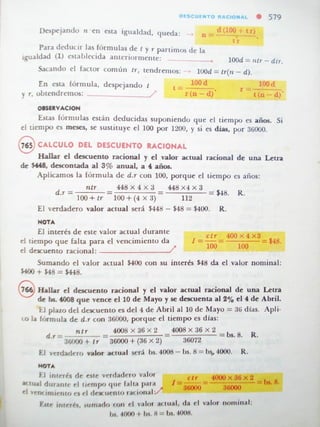 DESCUENTO RACIONAL • 579
Despejando n en esta igualdad, queda: → n = d (100 + t r) / t r
Para deducir las fórmulas de t y r partimos de la
igualdad (1) establecida anteriormente: → 100d = ntr − dtr.
Sacando el factor común tr, tendremos: → 100d = tr(n − d).
En esta fórmula, despejando t
y r, obtendremos: t = 100 d / r (n − d) r = 100 d / t (n − d)
OBSERVACION
Estas fórmulas están deducidas suponiendo que el tiempo es años. Si
el tiempo es meses, se sustituye el 100 por 1200, y si es días, por 36000.
765 CALCULO DEL DESCUENTO RACIONAL
Hallar el descuento racional y el valor actual racional de una Letra
de $448, descontada al 3% anual, a 4 años.
Aplicamos la fórmula de d.r con 100, porque el tiempo es años:
d.r = ntr / 100 + tr = 448 × 4 × 3 / 100 + (4 × 3) = 448 × 4 × 3 / 112 = $48. R.
El verdadero valor actual será $448 − $48 = $400. R.
NOTA
El interés de este valor actual durante
el tiempo que falta para el vencimiento da
el descuento racional: I = ctr / 100 = 400 × 4 × 3 / 100 = $48.
Sumando el valor actual $400 con su interés $48 da el valor nominal:
$400 + $48 = $448.
766 Hallar el descuento racional y el valor actual racional de una Letra
de bs. 4008 que vence el 10 de Mayo y se descuenta al 2% el 4 de Abril.
El plazo del descuento es del 4 de Abril al 10 de Mayo = 36 días. Apli-
co la fórmula de d.r con 36000, porque el tiempo es días:
d.r = n t r / 36000 + tr = 4008 × 36 × 2 / 36000 + (36 × 2) = 4008 × 36 × 2 / 36072 = bs. 8. R.
El verdadero valor actual será bs. 4008 − bs. 8 = bs. 4000. R.
NOTA
El interés de este verdadero valor
actual durante el tiempo que falta para
el vencimiento es el descuento racional: I = c t r / 36000 = 4000 × 36 × 2 / 36000 = bs. 8.
Este interés, sumado con el valor actual, da el valor nominal:
bs. 4000 + bs. 8 = bs. 4008.